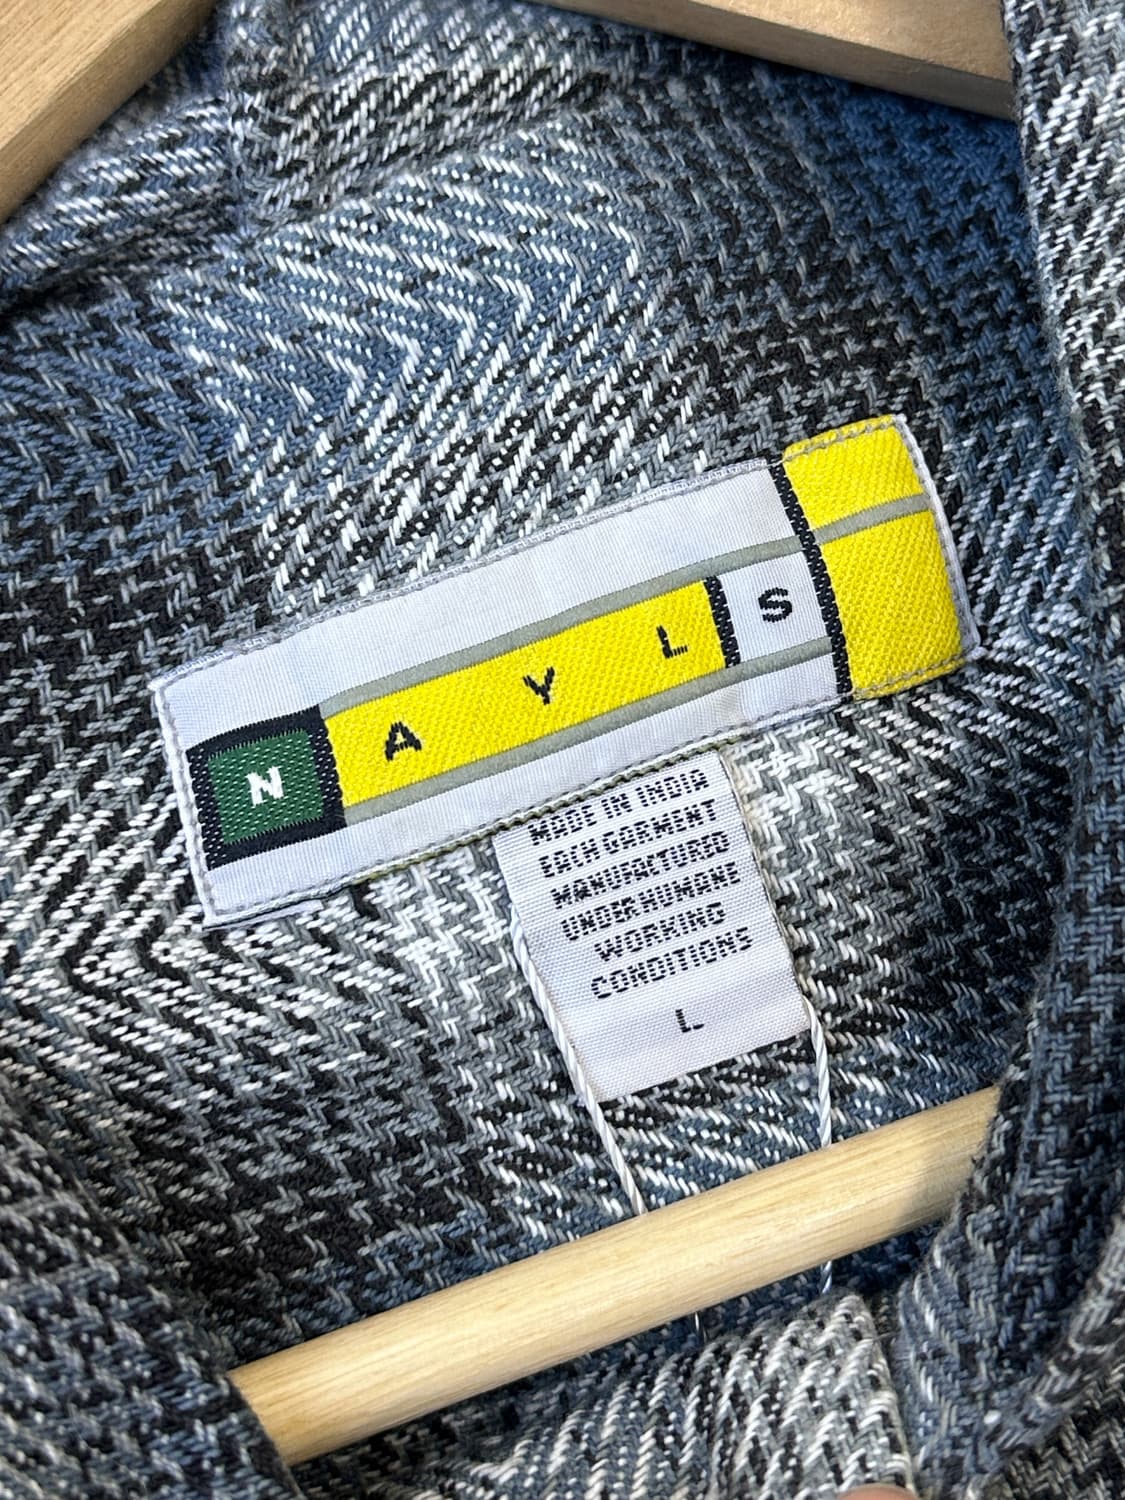 N A Y L S
MADE IN INDIA
EACH GARMENT
MANUFACTURED
UNDER HUMANE
WORKING
CONDITIONS
L